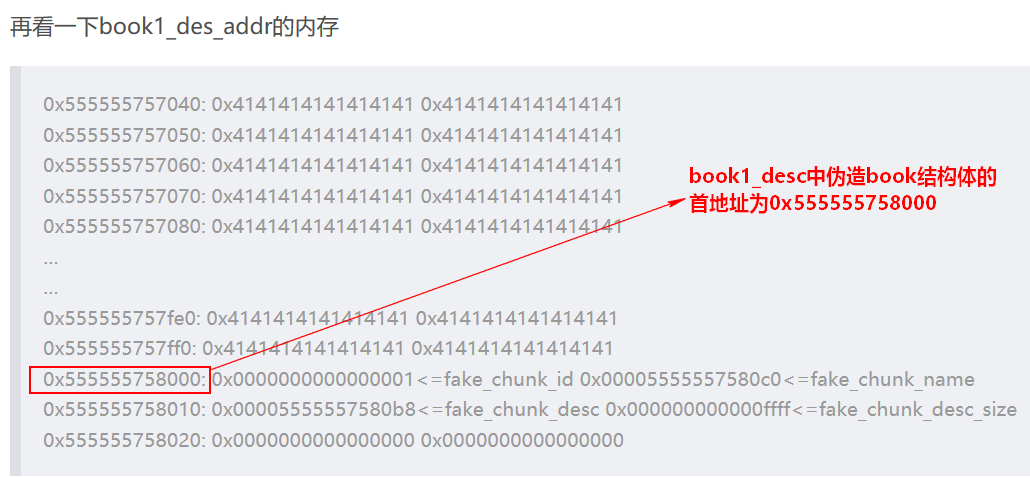 再看一下book1_des_addr的内存
0x555555757040: 0x4141414141414141 0x4141414141414141
0x555555757050: 0x4141414141414141 0x4141414141414141
0x555555757060: 0x4141414141414141 0x4141414141414141
0x555555757070: 0x4141414141414141 0x4141414141414141
0x555555757080: 0x4141414141414141 0x4141414141414141
book1_desc中伪造book结构体的
首地址为0x555555758000
...
...
0x555555757fe0: 0x4141414141414141 0x4141414141414141
0x555555757ff0: 0x4141414141414141 0x4141414141414141
0x555555758000: 0x0000000000000001<=fake_chunk_id 0x00005555557580c0<=fake_chunk_name
0x555555758010: 0x00005555557580b8<=fake_chunk_desc 0x000000000000ffff<=fake_chunk_desc_size
0x555555758020: 0x0000000000000000 0x0000000000000000